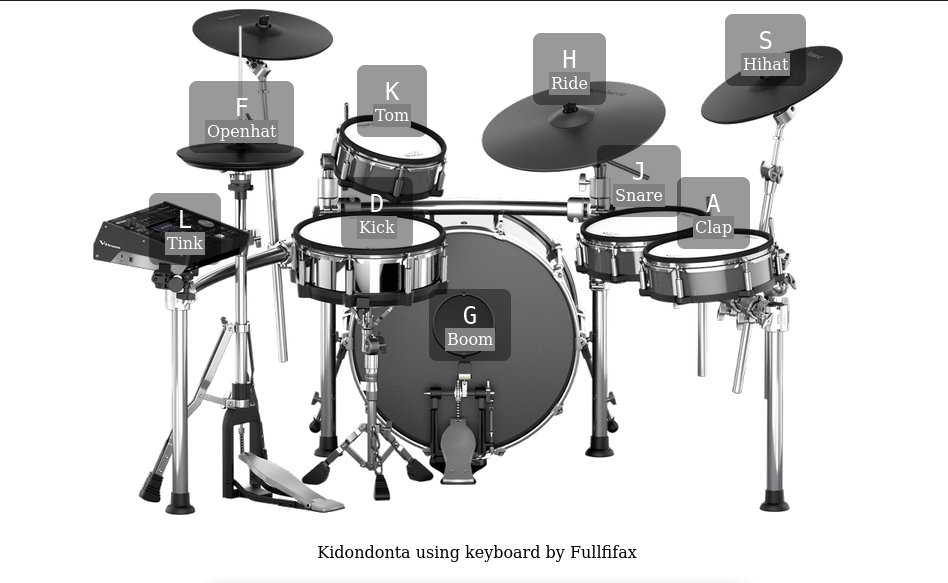 S
Hihat
H
Ride
K
Tom
F
Openhat
J
Snare
D
Kick
A
Clap
L
Tink
G
Boom
Kidondonta using keyboard by Fullfifax